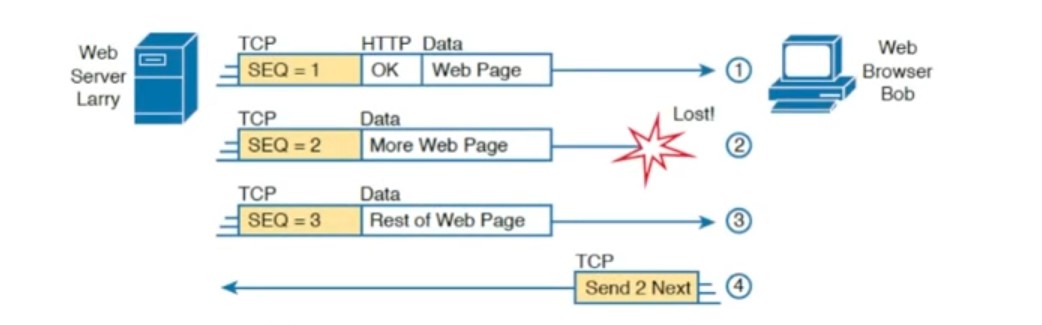 Web
Server
Larry
TCP HTTP Data
SEQ = 1 OK Web Page
1
Web
Browser
Bob
TCP Data
SEQ = 2 More Web Page
Lost!
2
TCP Data
SEQ = 3 Rest of Web Page
3
TCP
Send 2 Next
4